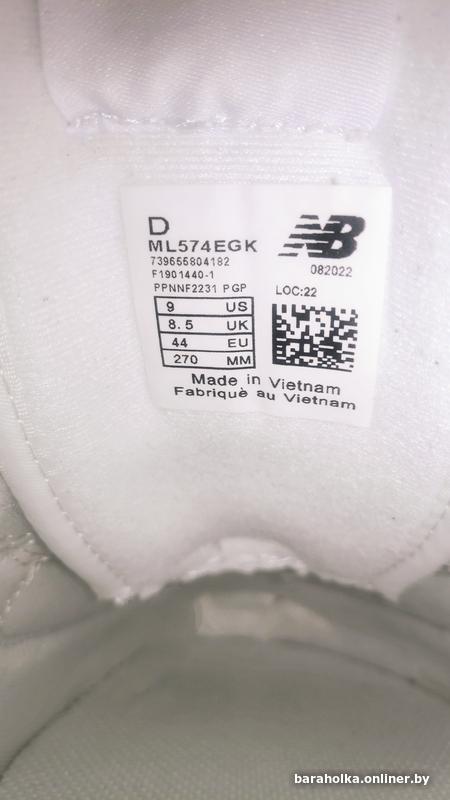 D
ML574EGK
739655804182
F1901440-1
PPNNF2231 PGP
NB
082022
LOC:22
9 US
8.5 UK
44 EU
270 MM
Made in Vietnam
Fabriquè au Vietnam
baraholka.onliner.by